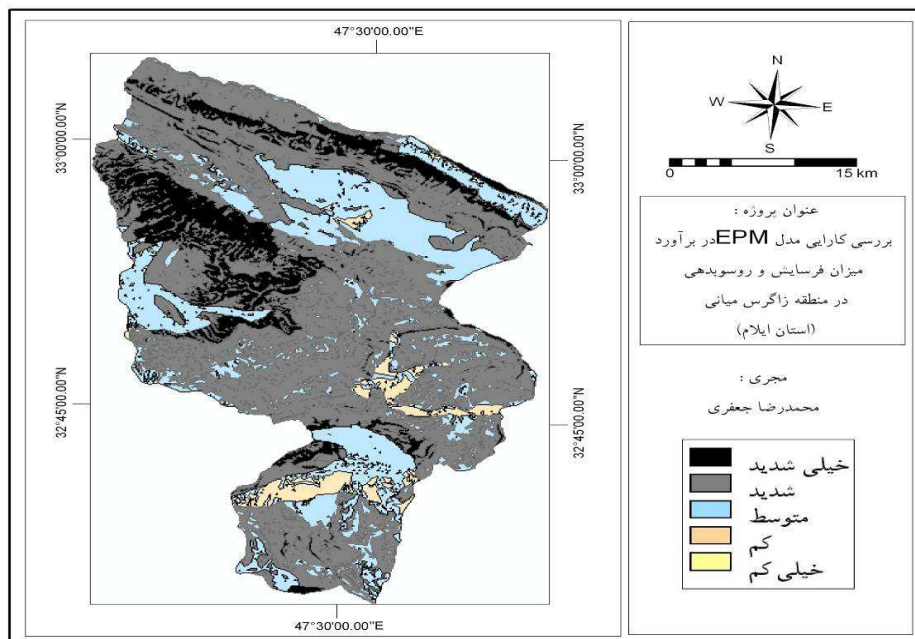 47°30'00.00"E
33°00'00.00"N
33°00'00.00"N
32°45'00.00"N
32°45'00.00"N
47°30'00.00"E
N
W
E
S
0 15 km
عنوان پروژه :
بررسی کارایی مدل EPM در برآورد
میزان فرسایش و رسوبدهی
در منطقه زاگرس میانی
(استان ایلام)
مجری :
محمدرضا جعفری
خیلی شدید
شدید
متوسط
کم
خیلی کم